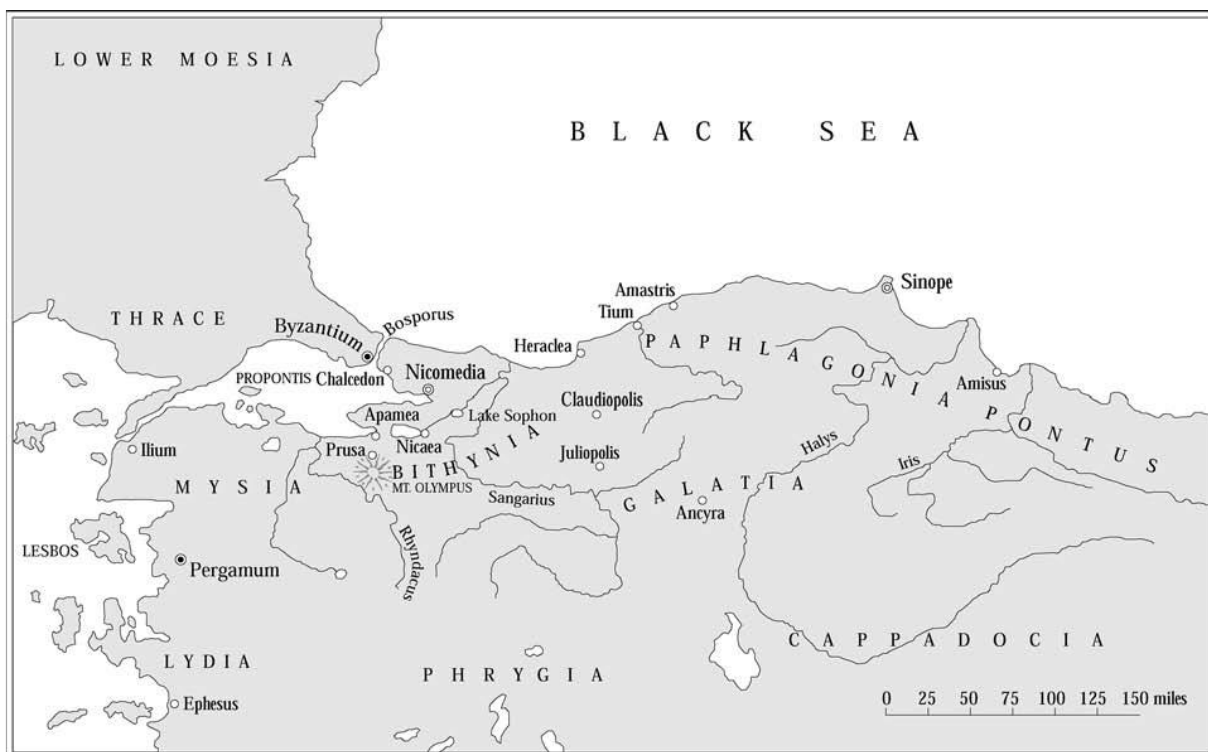 LOWER MOESIA
BLACK SEA
Sinope
Amastris
THRACE
Tium
Bosporus
Byzantium
Heraclea
PAPHLAGONIA
PROPONTIS
Chalcedon
Nicomedia
Amisus
Claudiopolis
Apamea
Lake Sophon
PONTUS
Ilium
Prusa
Nicaea
Halys
BITHYNIA
Juliopolis
Iris
MYSIA
MT. OLYMPUS
Sangarius
GALATIA
Ancyra
LESBOS
Rhyndacus
Pergamum
CAPPADOCIA
LYDIA
PHRYGIA
Ephesus
0 25 50 75 100 125 150 miles